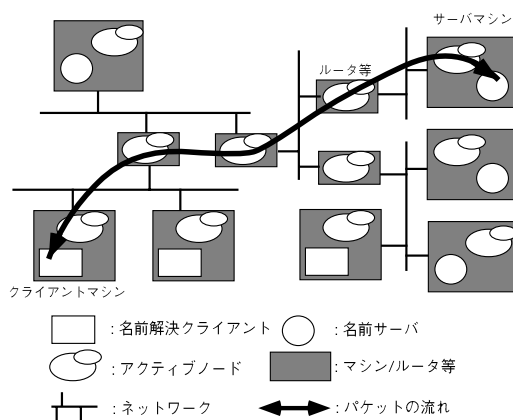 サーバマシン
ルータ等
クライアントマシン
:名前解決クライアント
:名前サーバ
:アクティブノード
:マシン/ルータ等
:ネットワーク
:パケットの流れ